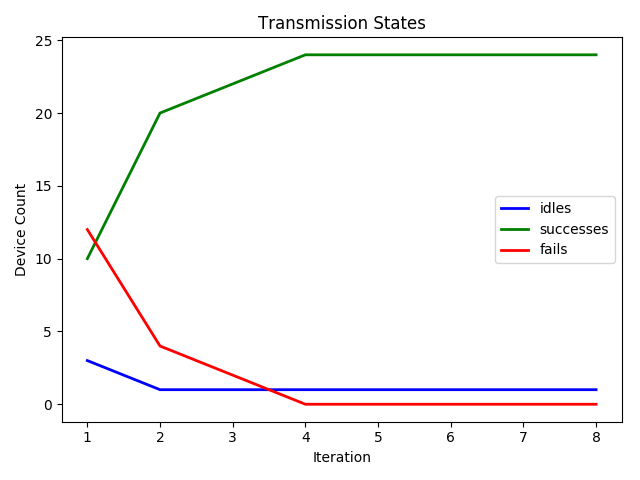 Transmission States
25
20
15
10
5
0
Device Count
idles
successes
fails
1 2 3 4 5 6 7 8
Iteration